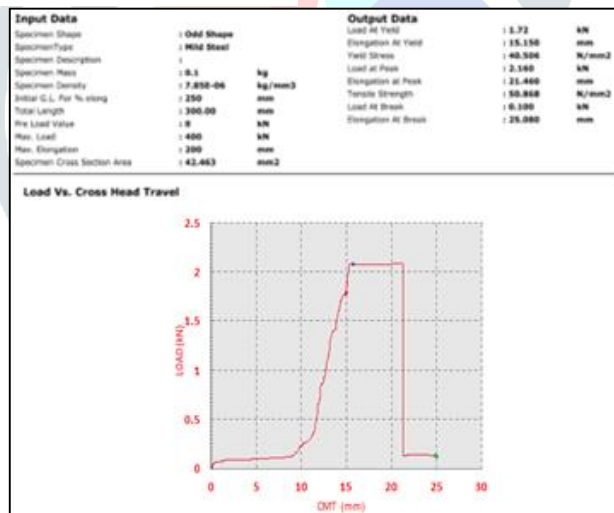 Input Data
Specimen Shape : Odd Shape
SpecimenType : Mild Steel
Specimen Description :
Specimen Mass : 0.1 kg
Specimen Density : 7.85E-06 kg/mm3
Initial G.L. For % elong : 250 mm
Total Length : 300.00 mm
Pre Load Value : 0 kN
Max. Load : 400 kN
Max. Elongation : 200 mm
Specimen Cross Section Area : 42.463 mm2
Output Data
Load At Yield : 1.72 kN
Elongation At Yield : 15.150 mm
Yield Stress : 40.506 N/mm2
Load at Peak : 2.160 kN
Elongation at Peak : 21.460 mm
Tensile Strength : 50.868 N/mm2
Load At Break : 0.100 kN
Elongation At Break : 25.080 mm
Load Vs. Cross Head Travel
2.5
2
1.5
1
0.5
0
LOAD (kN)
0 5 10 15 20 25 30
CMT (mm)